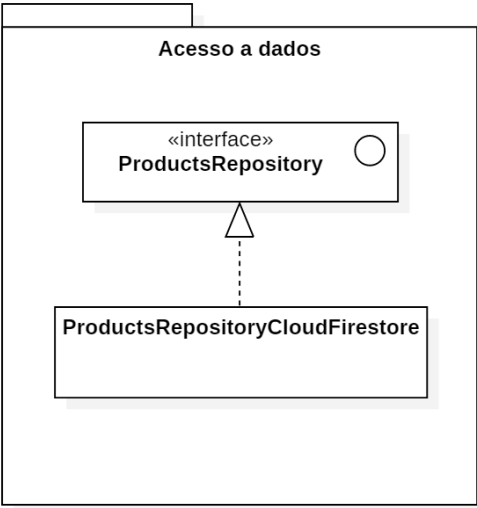 Acesso a dados
«interface»
ProductsRepository
ProductsRepositoryCloudFirestore